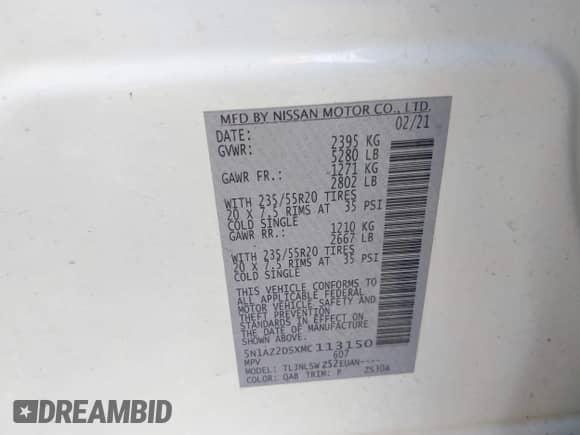 MFD BY NISSAN MOTOR CO., LTD.
DATE: 02/21
GVWR: 2395 KG
5280 LB
GAWR FR.: 1271 KG
2802 LB
WITH 235/55R20 TIRES
20 X 7.5 RIMS AT 35 PSI
COLD SINGLE
GAWR RR.: 1210 KG
2667 LB
WITH 235/55R20 TIRES
20 X 7.5 RIMS AT 35 PSI
COLD SINGLE
THIS VEHICLE CONFORMS TO
ALL APPLICABLE FEDERAL
MOTOR VEHICLE SAFETY AND
THEFT PREVENTION
STANDARDS IN EFFECT ON
THE DATE OF MANUFACTURE
SHOWN ABOVE.
5N1AZ2DSXMC113150
MPV 607
MODEL: TLJNLSW Z52EUAN----
COLOR: QAB TRIM: P ZS30A
DREAMBID
DREAMBID